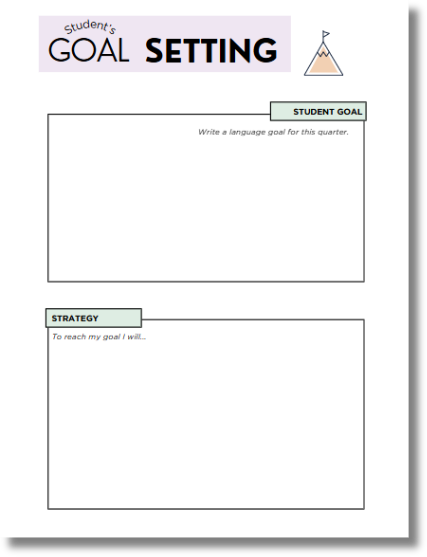 Student's
GOAL SETTING
STUDENT GOAL
Write a language goal for this quarter.
STRATEGY
To reach my goal I will...